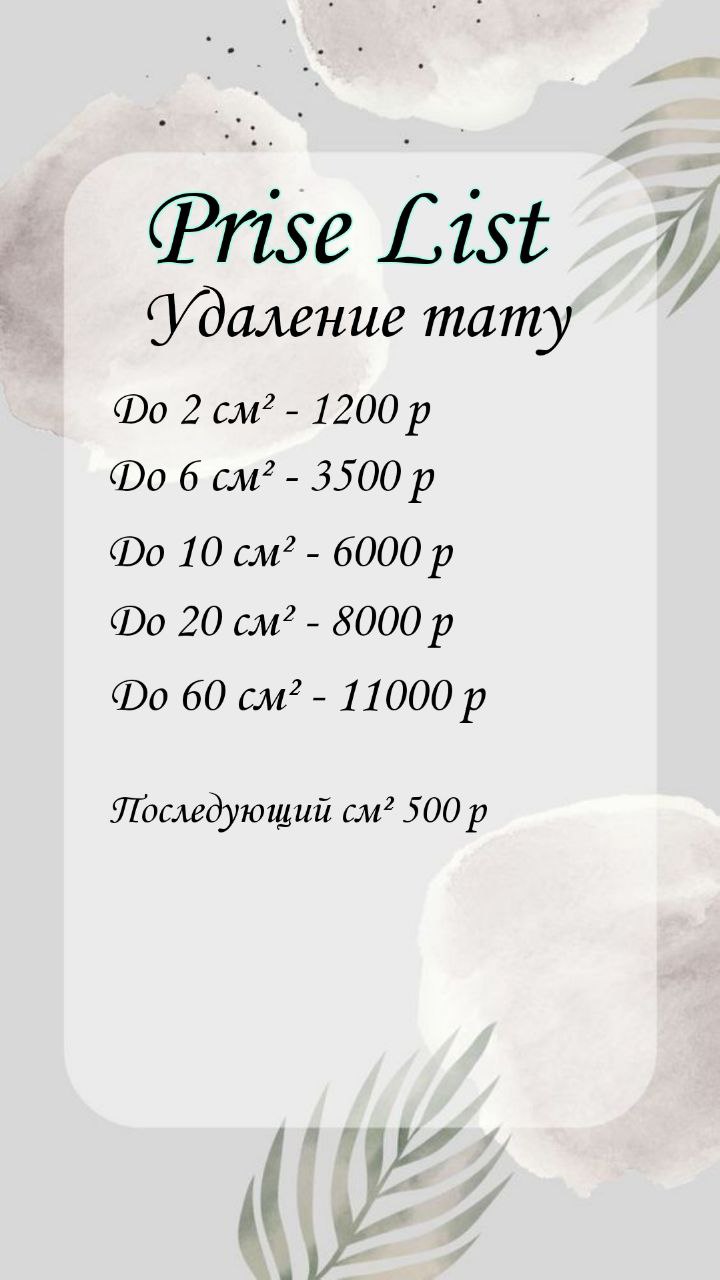 Prise List
Удаление тату
До 2 см² - 1200 р
До 6 см² - 3500 р
До 10 см² - 6000 р
До 20 см² - 8000 р
До 60 см² - 11000 р
Последующий см² 500 р